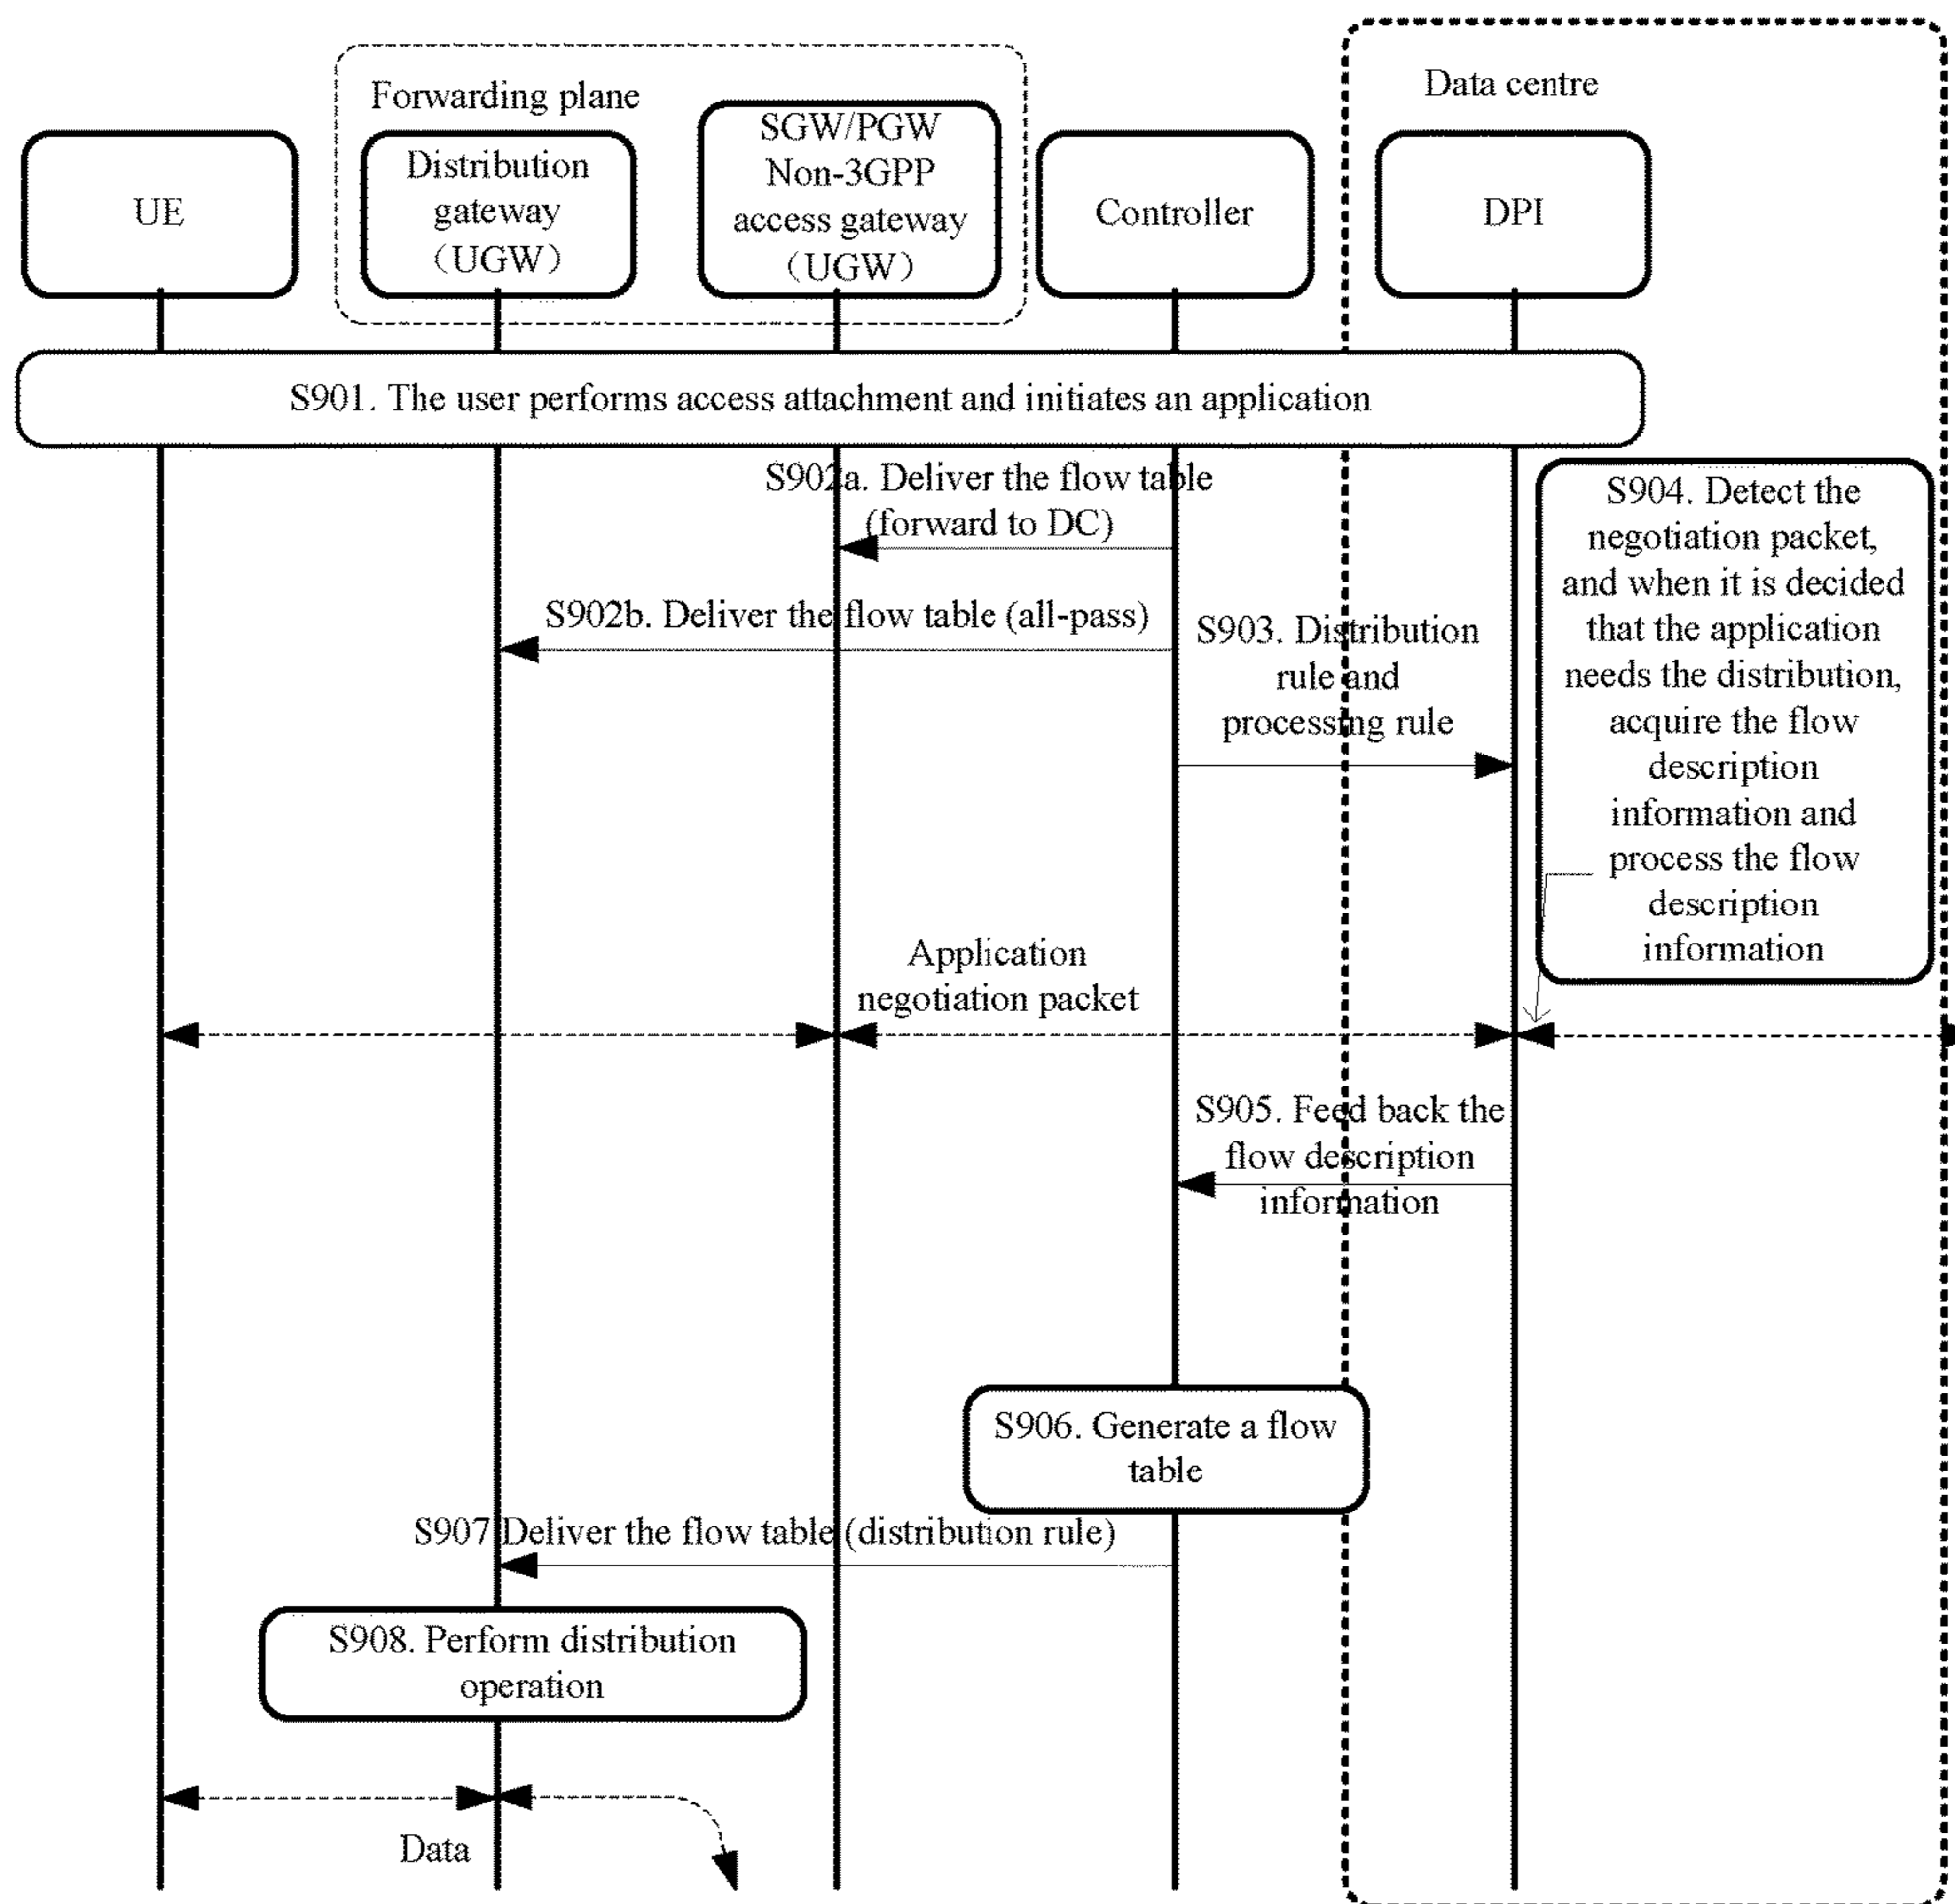 Forwarding plane
Data centre
UE
Distribution
gateway
（UGW）
SGW/PGW
Non-3GPP
access gateway
（UGW）
Controller
DPI
S901. The user performs access attachment and initiates an application
S902a. Deliver the flow table
(forward to DC)
S902b. Deliver the flow table (all-pass)
S903. Distribution
rule and
processing rule
S904. Detect the
negotiation packet,
and when it is decided
that the application
needs the distribution,
acquire the flow
description
information and
process the flow
description
information
Application
negotiation packet
S905. Feed back the
flow description
information
S906. Generate a flow
table
S907 Deliver the flow table (distribution rule)
S908. Perform distribution
operation
Data